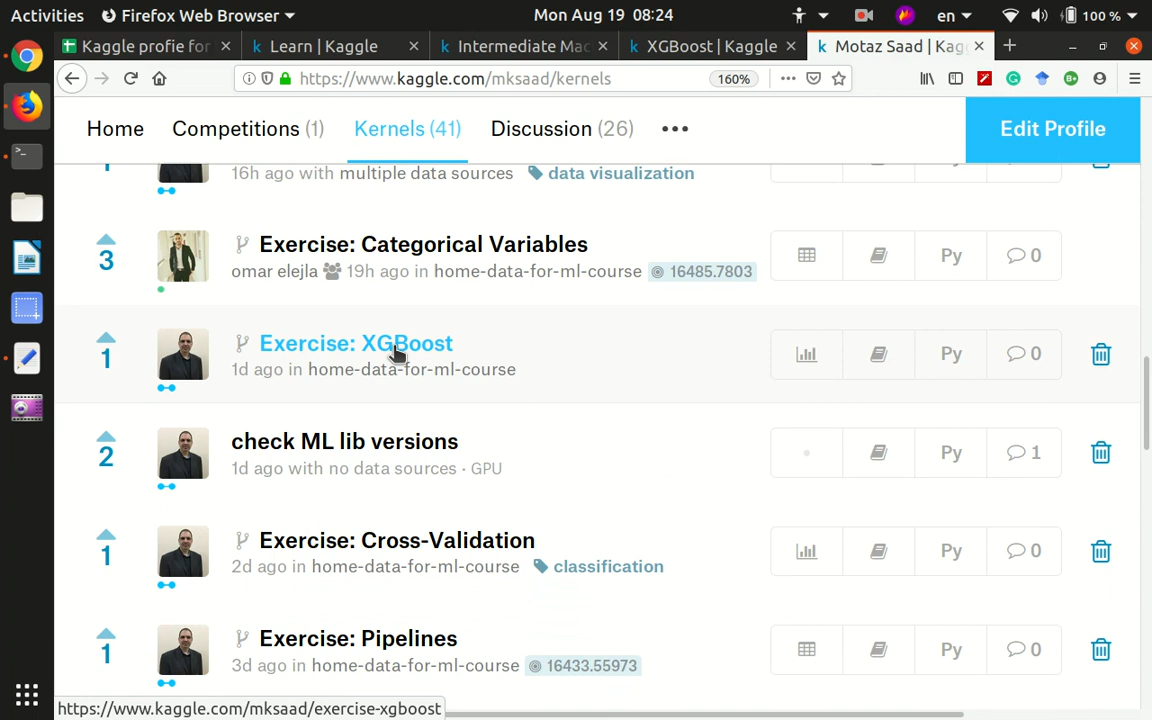 Activities Firefox Web Browser Mon Aug 19 08:24 en 100 %
Kaggle profie for Learn | Kaggle Intermediate Mac XGBoost | Kaggle Motaz Saad | Kagg
https://www.kaggle.com/mksaad/kernels 160%
Home Competitions (1) Kernels (41) Discussion (26) Edit Profile
16h ago with multiple data sources data visualization
3 Exercise: Categorical Variables
omar elejla 19h ago in home-data-for-ml-course 16485.7803 Py 0
1 Exercise: XGBoost
1d ago in home-data-for-ml-course Py 0
2 check ML lib versions
1d ago with no data sources · GPU Py 1
1 Exercise: Cross-Validation
2d ago in home-data-for-ml-course classification Py 0
1 Exercise: Pipelines
3d ago in home-data-for-ml-course 16433.55973 Py 0
https://www.kaggle.com/mksaad/exercise-xgboost